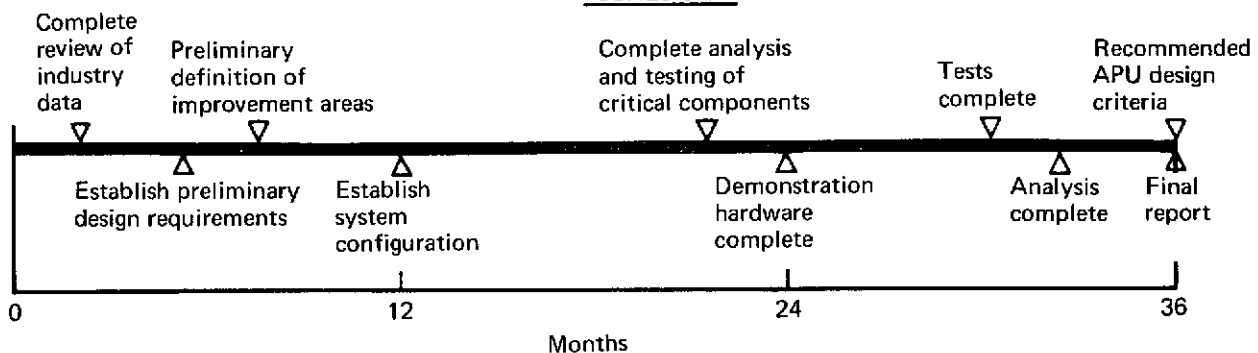 Complete
review of
industry
data
Preliminary
definition of
improvement areas
Complete analysis
and testing of
critical components
Tests
complete
Recommended
APU design
criteria
Establish preliminary
design requirements
Establish
system
configuration
Demonstration
hardware
complete
Analysis
complete
Final
report
0
12
24
36
Months